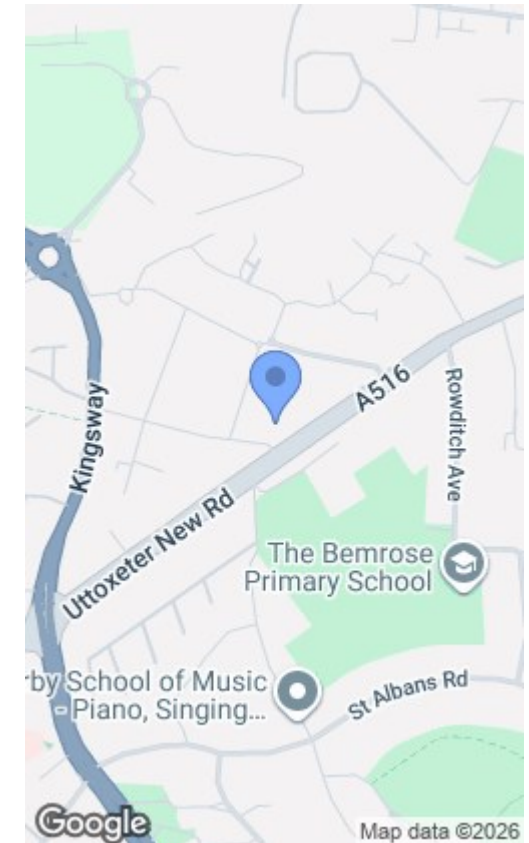 Kingsway
A516
Rowditch Ave
Uttoxeter New Rd
The Bemrose
Primary School
rby School of Music
- Piano, Singing...
St Albans Rd
Google
Map data ©2026